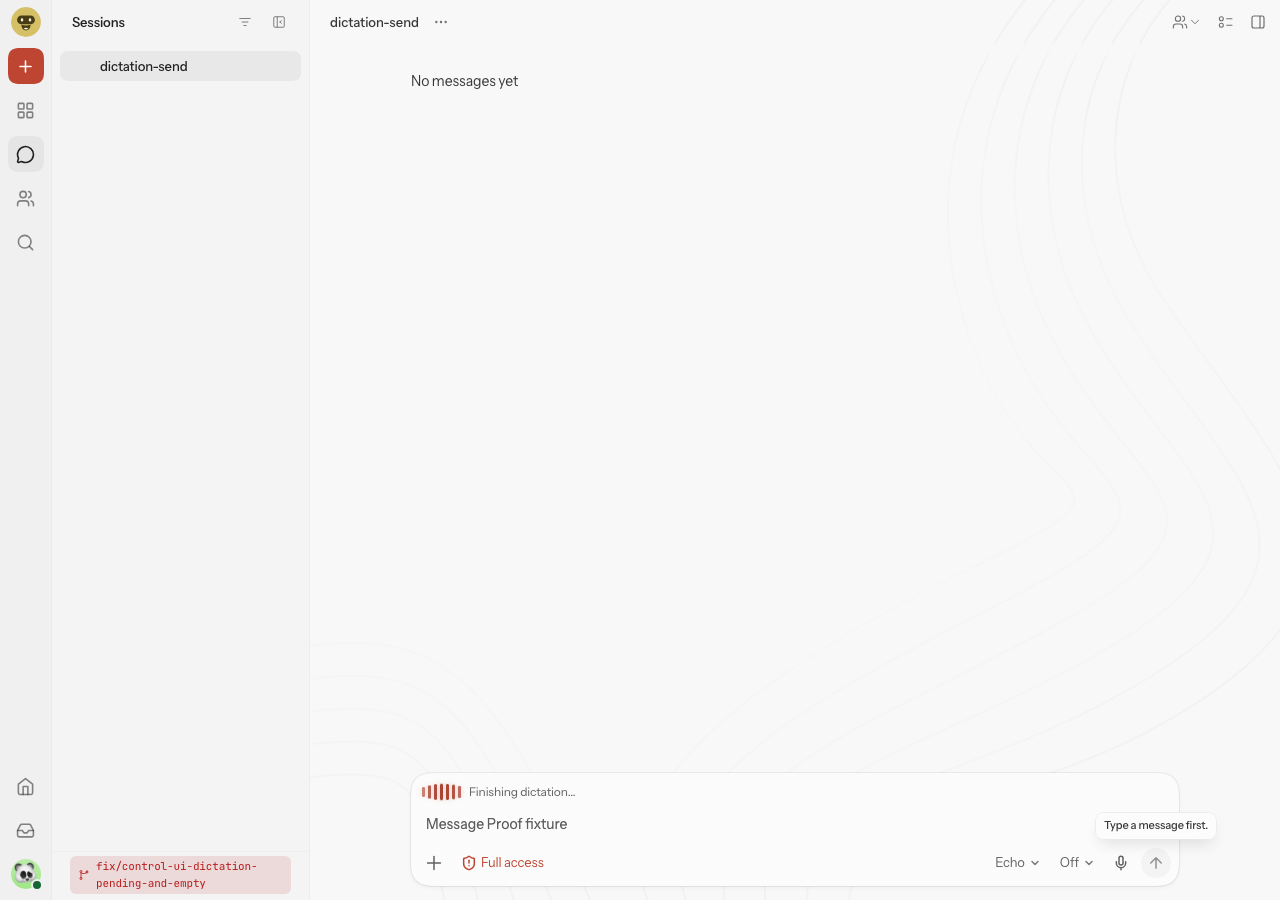 Sessions
dictation-send
dictation-send
No messages yet
Finishing dictation…
Message Proof fixture
Type a message first.
Full access
Echo
Off
fix/control-ui-dictation-
pending-and-empty